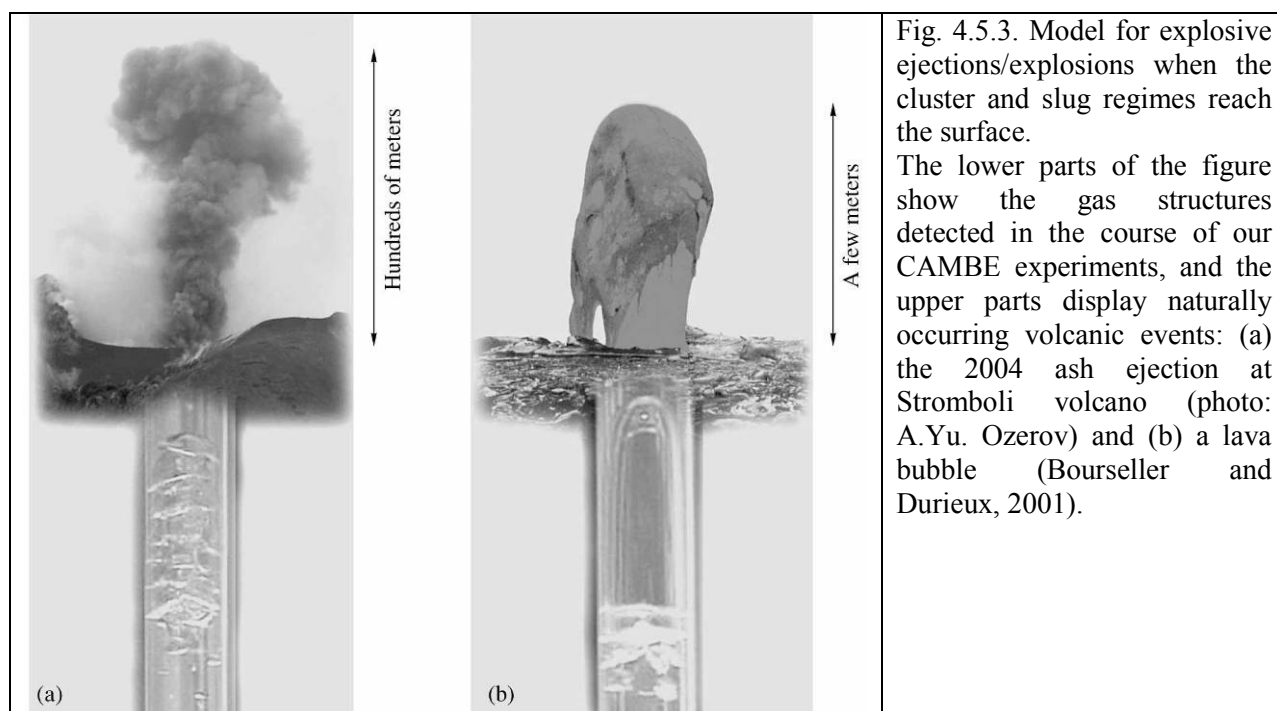 Hundreds of meters
(a)
A few meters
(b)
Fig. 4.5.3. Model for explosive
ejections/explosions when the
cluster and slug regimes reach
the surface.
The lower parts of the figure
show the gas structures
detected in the course of our
CAMBE experiments, and the
upper parts display naturally
occurring volcanic events: (a)
the 2004 ash ejection at
Stromboli volcano (photo:
A.Yu. Ozerov) and (b) a lava
bubble (Bourseller and
Durieux, 2001).